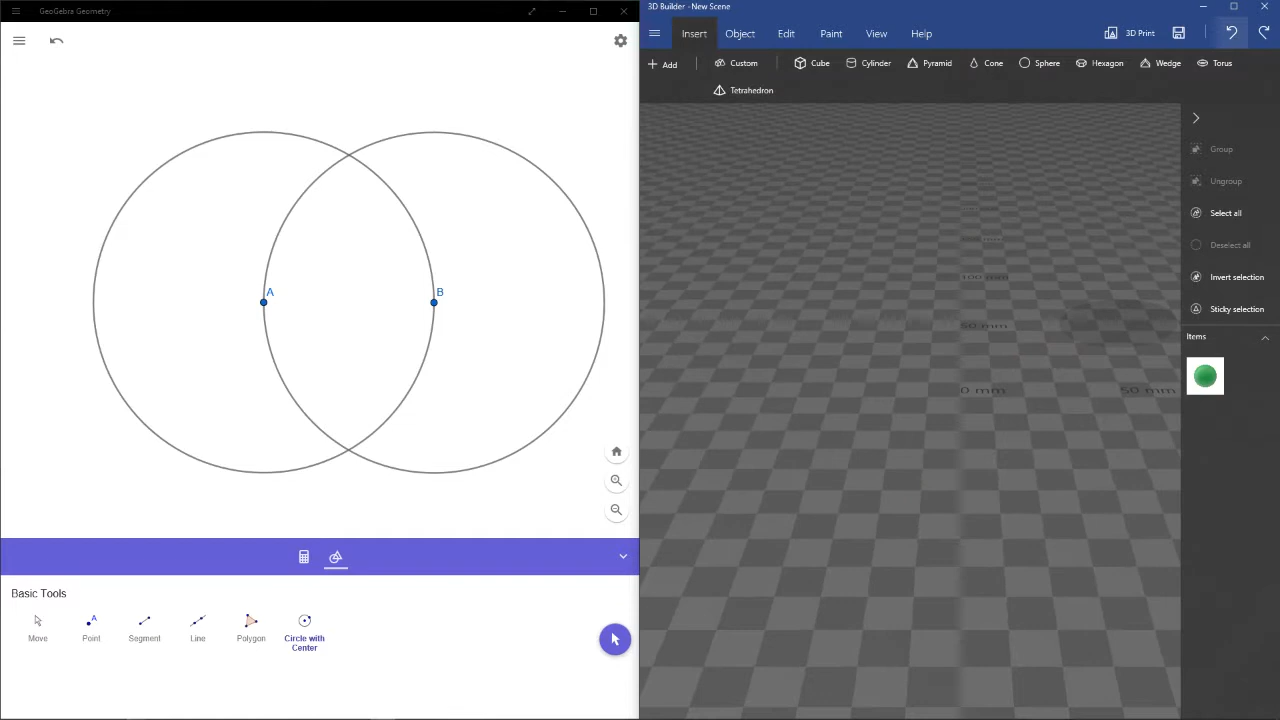 GeoGebra Geometry
A
B
Basic Tools
A
Move
Point
Segment
Line
Polygon
Circle with
Center
3D Builder - New Scene
Insert
Object
Edit
Paint
View
Help
3D Print
Add
Custom
Cube
Cylinder
Pyramid
Cone
Sphere
Hexagon
Wedge
Torus
Tetrahedron
100 mm
50 mm
0 mm
50 mm
Group
Ungroup
Select all
Deselect all
Invert selection
Sticky selection
Items